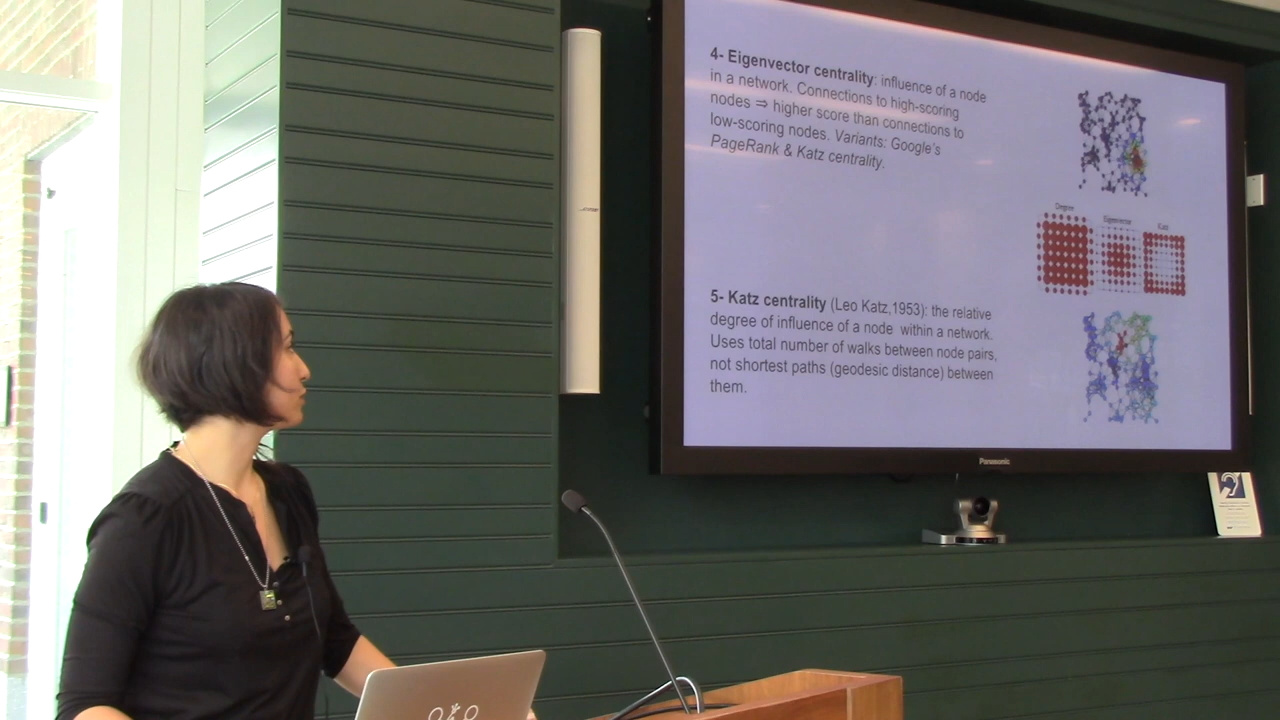 4- Eigenvector centrality: influence of a node
in a network. Connections to high-scoring
nodes ⇒ higher score than connections to
low-scoring nodes. Variants: Google's
PageRank & Katz centrality.
Degree
Eigenvector
Katz
5- Katz centrality (Leo Katz,1953): the relative
degree of influence of a node within a network.
Uses total number of walks between node pairs,
not shortest paths (geodesic distance) between
them.
Panasonic